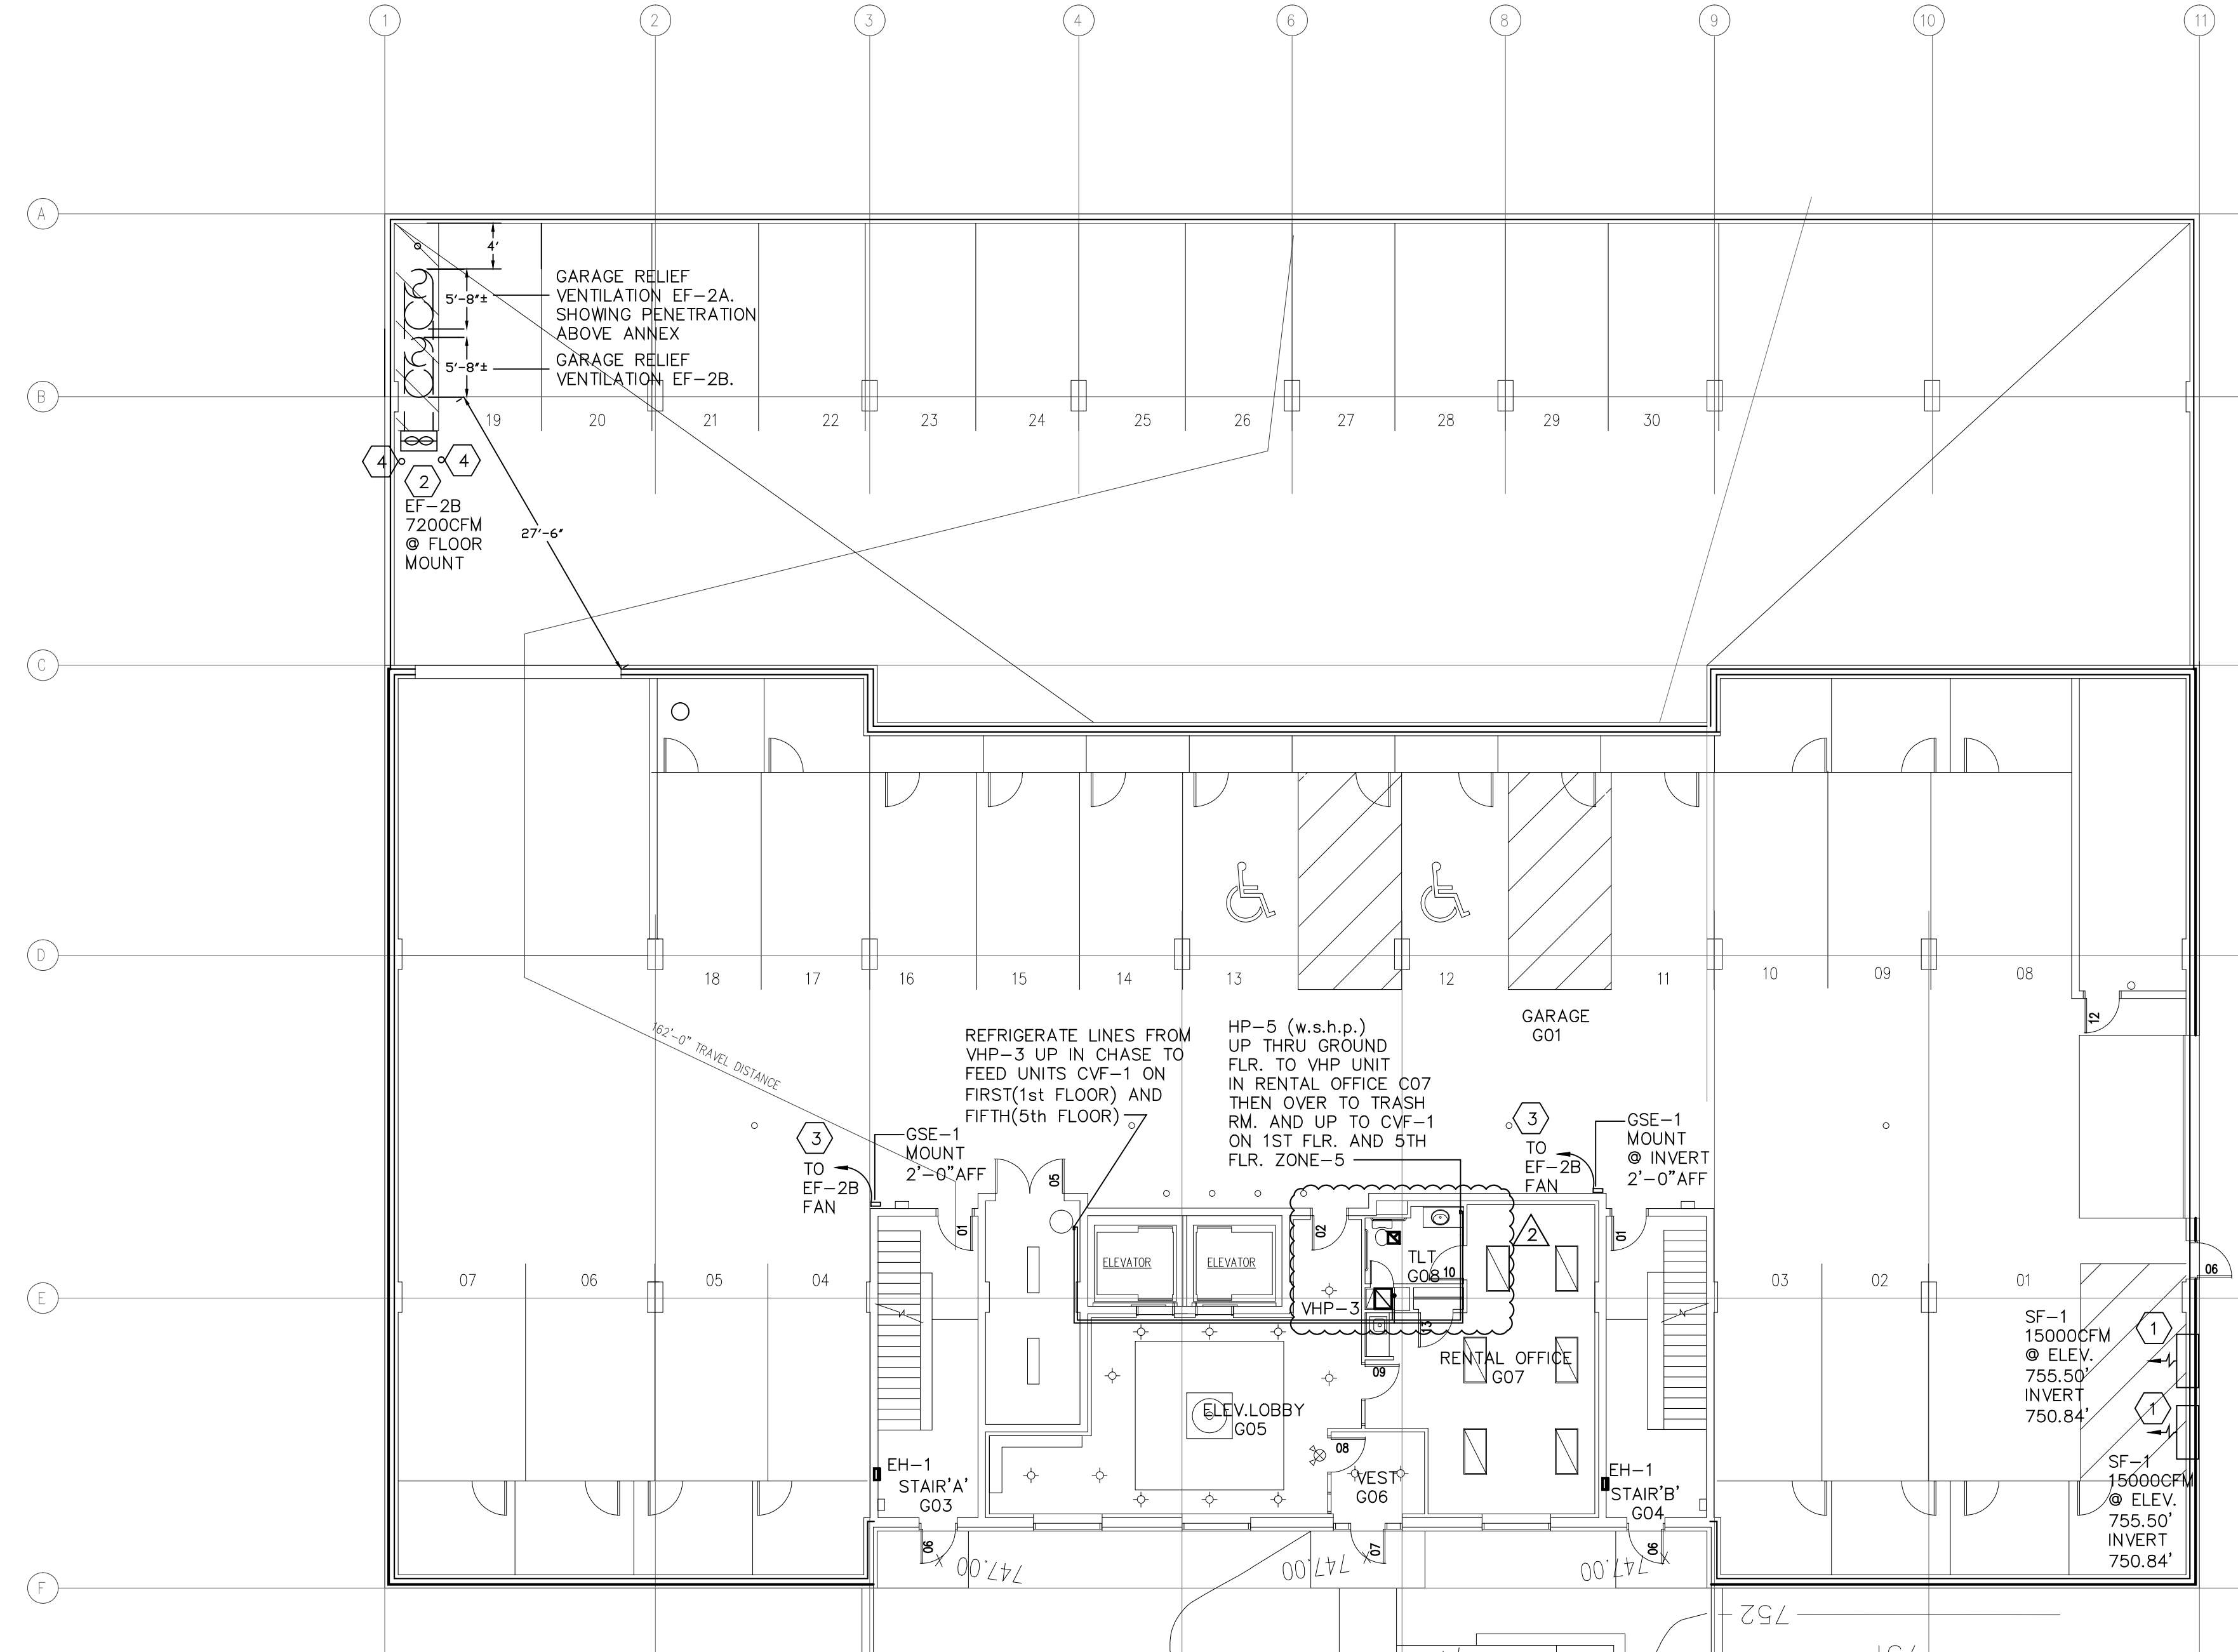 1 2 3 4 6 8 9 10 11
A
4'
GARAGE RELIEF
VENTILATION EF-2A.
SHOWING PENETRATION
ABOVE ANNEX
5'-8"±
GARAGE RELIEF
VENTILATION EF-2B.
5'-8"±
B
19 20 21 22 23 24 25 26 27 28 29 30
4 4
2
EF-2B
7200CFM
@ FLOOR
MOUNT
27'-6"
C
D
18 17 16 15 14 13 12 11 10 09 08
12
GARAGE
G01
162'-0" TRAVEL DISTANCE
REFRIGERATE LINES FROM
VHP-3 UP IN CHASE TO
FEED UNITS CVF-1 ON
FIRST(1st FLOOR) AND
FIFTH(5th FLOOR)
HP-5 (w.s.h.p.)
UP THRU GROUND
FLR. TO VHP UNIT
IN RENTAL OFFICE C07
THEN OVER TO TRASH
RM. AND UP TO CVF-1
ON 1ST FLR. AND 5TH
FLR. ZONE-5
3
TO
EF-2B
FAN
GSE-1
MOUNT
2'-0"AFF
3
TO
EF-2B
FAN
GSE-1
MOUNT
@ INVERT
2'-0"AFF
01
05
02
01
2
ELEVATOR
ELEVATOR
TLT
G08
10
VHP-3
13
06
E
07 06 05 04
03 02 01
SF-1
15000CFM
@ ELEV.
755.50'
INVERT
750.84'
1
1
RENTAL OFFICE
G07
09
ELEV.LOBBY
G05
08
VEST
G06
EH-1
STAIR'A'
G03
EH-1
STAIR'B'
G04
SF-1
15000CFM
@ ELEV.
755.50'
INVERT
750.84'
06
07
06
X 747.00
747.00 X
747.00 X
F
752
751